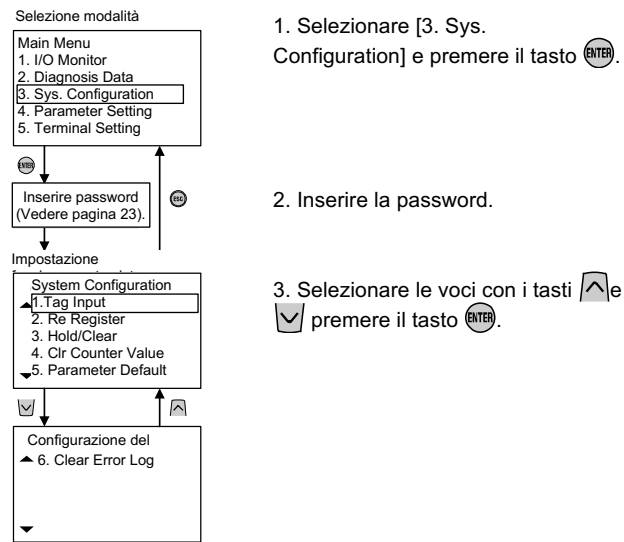 Selezione modalità
Main Menu
1. I/O Monitor
2. Diagnosis Data
3. Sys. Configuration
4. Parameter Setting
5. Terminal Setting
ENTER
Inserire password
(Vedere pagina 23).
ESC
Impostazione
System Configuration
1.Tag Input
2. Re Register
3. Hold/Clear
4. Clr Counter Value
5. Parameter Default
Configurazione del
6. Clear Error Log
1. Selezionare [3. Sys.
Configuration] e premere il tasto ENTER.
2. Inserire la password.
3. Selezionare le voci con i tasti e
premere il tasto ENTER.